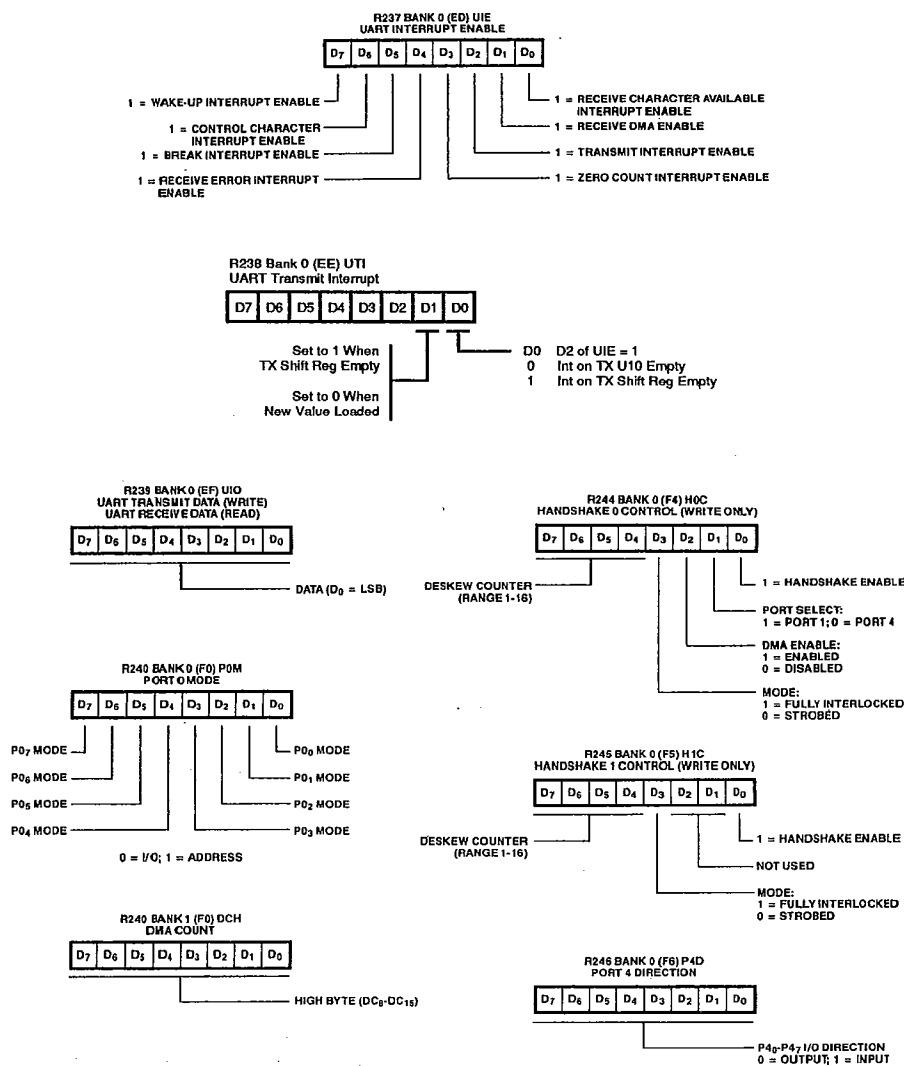 R237 BANK 0 (ED) UIE
UART INTERRUPT ENABLE
D7 D6 D5 D4 D3 D2 D1 D0
1 = WAKE-UP INTERRUPT ENABLE
1 = CONTROL CHARACTER
INTERRUPT ENABLE
1 = BREAK INTERRUPT ENABLE
1 = RECEIVE ERROR INTERRUPT
ENABLE
1 = RECEIVE CHARACTER AVAILABLE
INTERRUPT ENABLE
1 = RECEIVE DMA ENABLE
1 = TRANSMIT INTERRUPT ENABLE
1 = ZERO COUNT INTERRUPT ENABLE
R238 Bank 0 (EE) UTI
UART Transmit Interrupt
D7 D6 D5 D4 D3 D2 D1 D0
Set to 1 When
TX Shift Reg Empty
Set to 0 When
New Value Loaded
D0 D2 of UIE = 1
0 Int on TX U10 Empty
1 Int on TX Shift Reg Empty
R239 BANK 0 (EF) UIO
UART TRANSMIT DATA (WRITE)
UART RECEIVE DATA (READ)
D7 D6 D5 D4 D3 D2 D1 D0
DATA (D0 = LSB)
R240 BANK 0 (F0) P0M
PORT 0 MODE
D7 D6 D5 D4 D3 D2 D1 D0
P07 MODE
P06 MODE
P05 MODE
P04 MODE
P00 MODE
P01 MODE
P02 MODE
P03 MODE
0 = I/O; 1 = ADDRESS
R240 BANK 1 (F0) DCH
DMA COUNT
D7 D6 D5 D4 D3 D2 D1 D0
HIGH BYTE (DC8-DC15)
R244 BANK 0 (F4) H0C
HANDSHAKE 0 CONTROL (WRITE ONLY)
D7 D6 D5 D4 D3 D2 D1 D0
DESKEW COUNTER
(RANGE 1-16)
1 = HANDSHAKE ENABLE
PORT SELECT:
1 = PORT 1; 0 = PORT 4
DMA ENABLE:
1 = ENABLED
0 = DISABLED
MODE:
1 = FULLY INTERLOCKED
0 = STROBED
R245 BANK 0 (F5) H1C
HANDSHAKE 1 CONTROL (WRITE ONLY)
D7 D6 D5 D4 D3 D2 D1 D0
DESKEW COUNTER
(RANGE 1-16)
1 = HANDSHAKE ENABLE
NOT USED
MODE:
1 = FULLY INTERLOCKED
0 = STROBED
R246 BANK 0 (F6) P4D
PORT 4 DIRECTION
D7 D6 D5 D4 D3 D2 D1 D0
P40-P47 I/O DIRECTION
0 = OUTPUT; 1 = INPUT